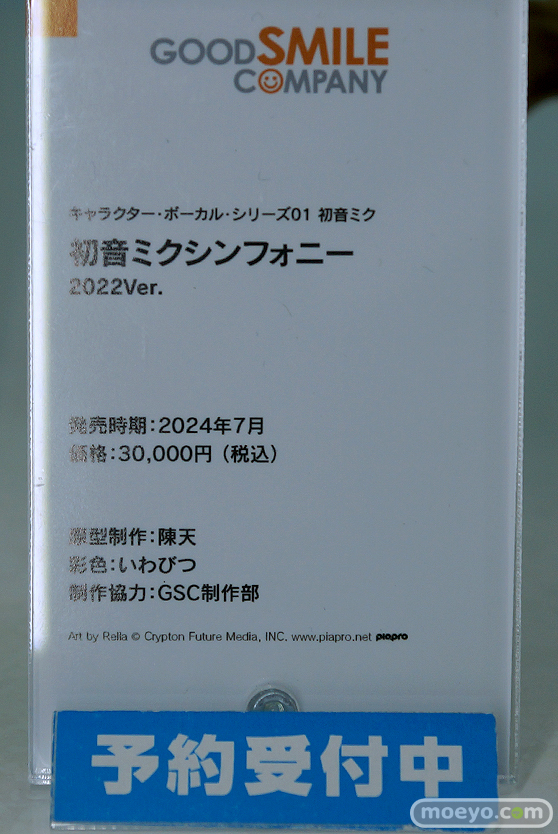 GOODSMILE
COMPANY
キャラクター・ボーカル・シリーズ01 初音ミク
初音ミクシンフォニー
2022Ver.
発売時期:2024年7月
価格:30,000円(税込)
原型制作:陳天
彩色:いわびつ
制作協力:GSC制作部
Art by Rella © Crypton Future Media, INC. www.piapro.net piapro
予約受付中
moeyo.com